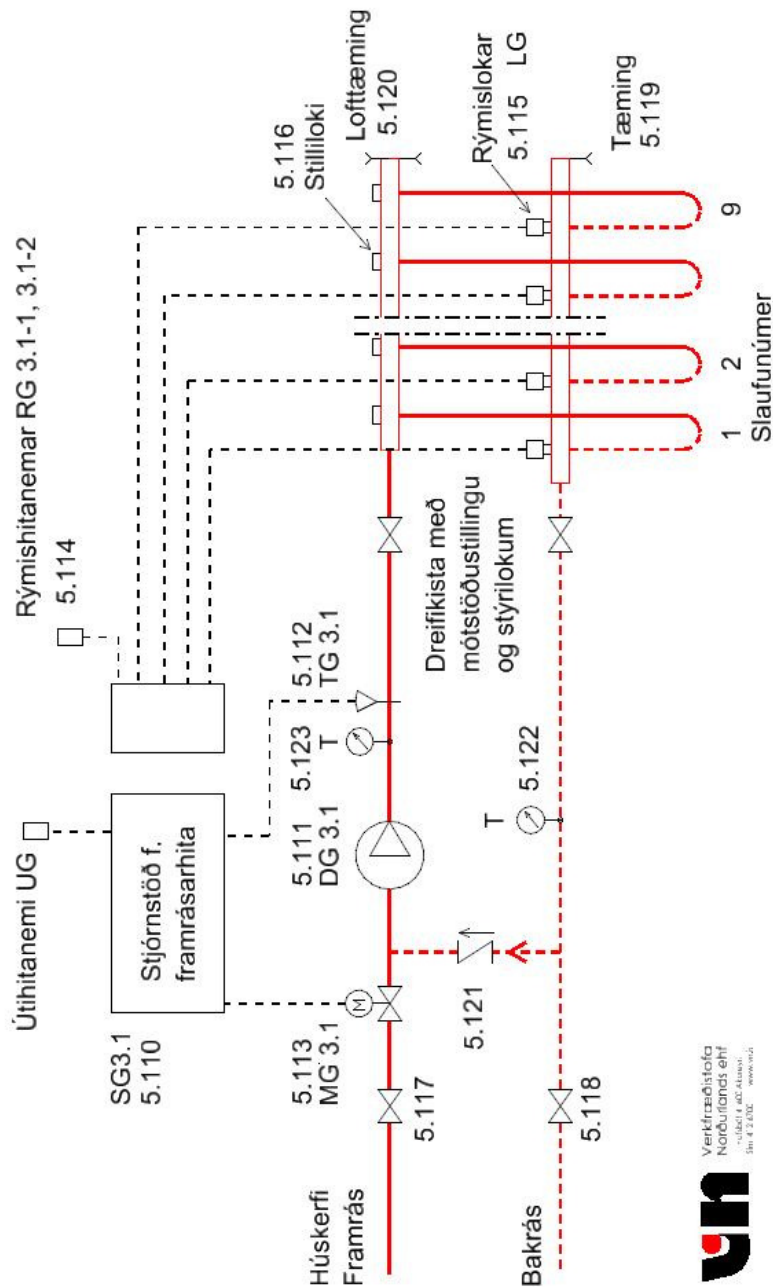 Útihitanemi UG
Rýmishitanemar RG 3.1-1, 3.1-2
5.114
SG3.1
5.110
Stjórnstöð f.
framrásarhita
5.116
Stilliloki
Lofttæming
5.120
5.113
MG 3.1
M
5.111
DG 3.1
5.123
T
5.112
TG 3.1
Húskerfi
Framrás
5.117
5.121
Dreifikista með
mótstöðustillingu
og stýrilokum
Rýmislokar
5.115 LG
T
5.122
Bakrás
5.118
Tæming
5.119
1
2
9
Slaufunúmer
vn
Verkfræðistofa
Norðurlands ehf